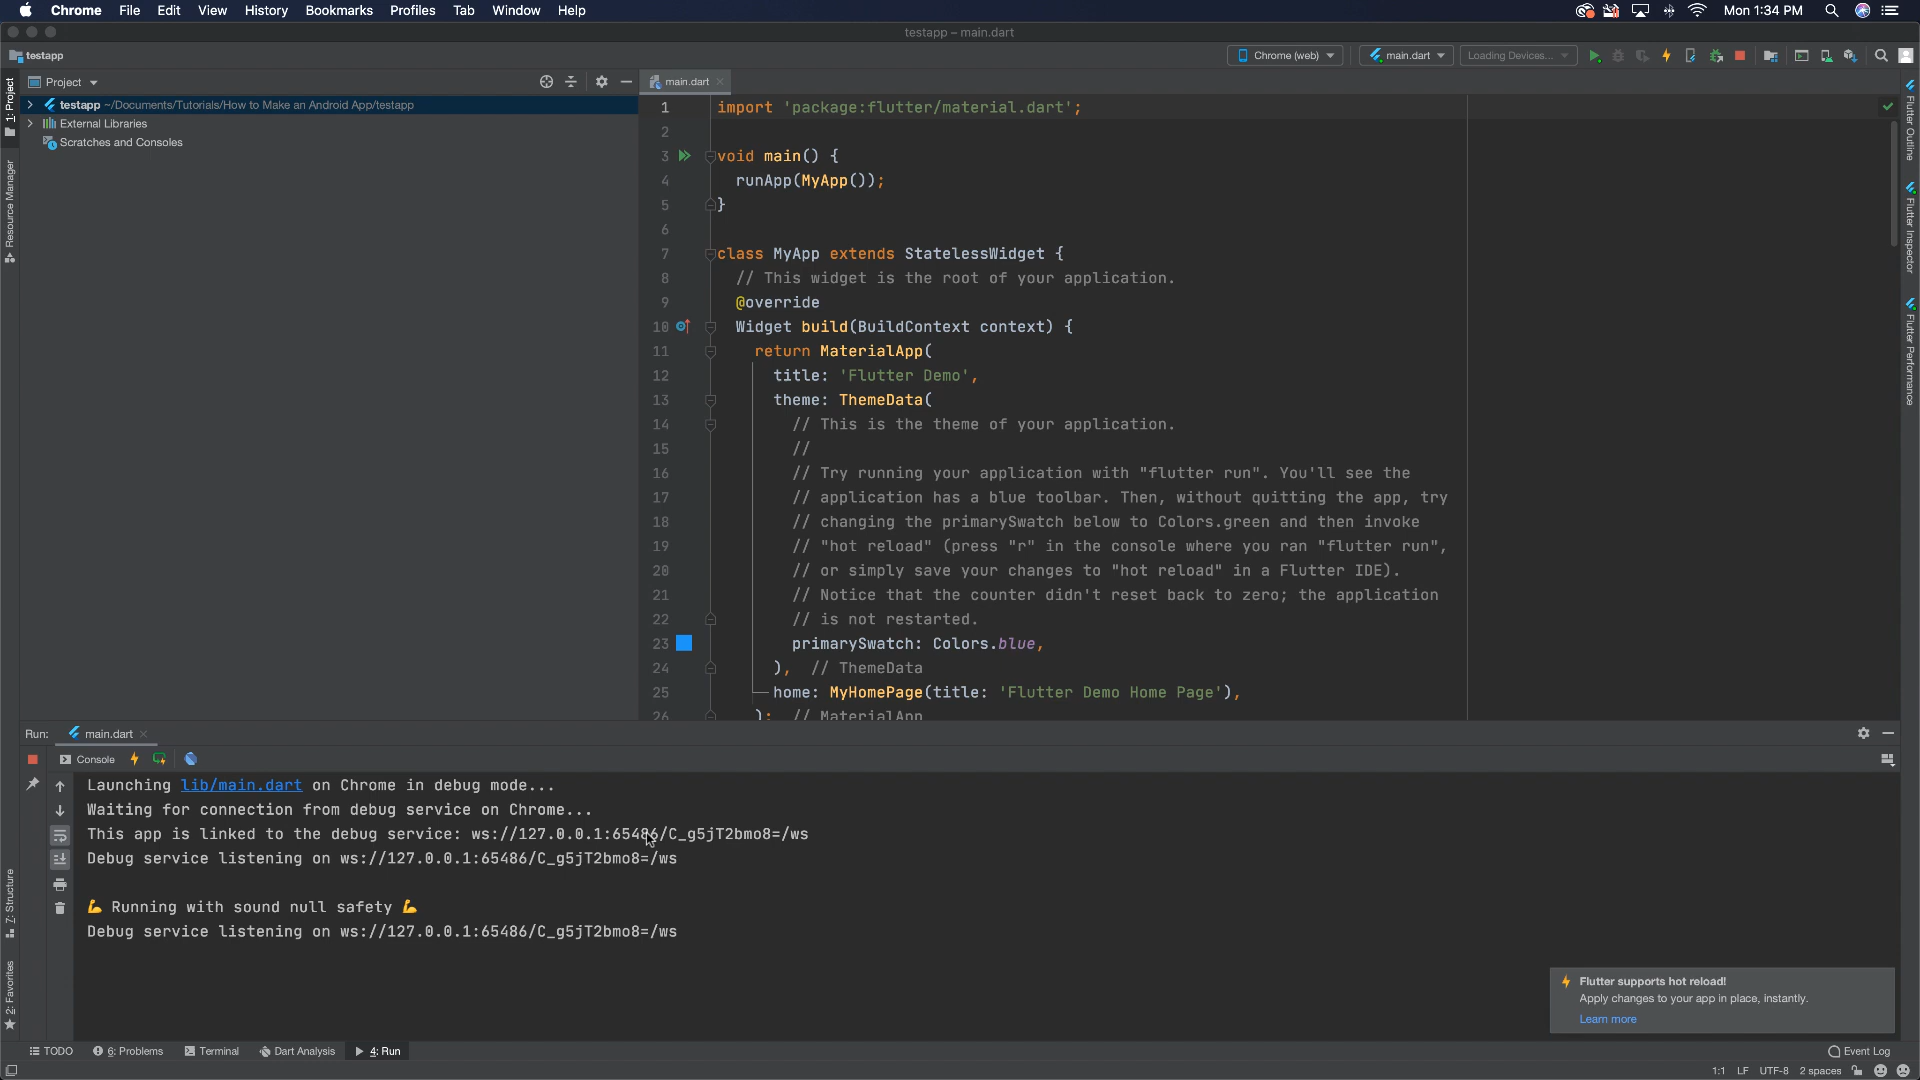 Chrome File Edit View History Bookmarks Profiles Tab Window Help Mon 1:34 PM
testapp – main.dart
testapp Chrome (web) main.dart Loading Devices...
Project main.dart
testapp ~/Documents/Tutorials/How to Make an Android App/testapp
External Libraries
Scratches and Consoles
1: Project
Resource Manager
7: Structure
2: Favorites
1 import 'package:flutter/material.dart';
2
3 void main() {
4 runApp(MyApp());
5 }
6
7 class MyApp extends StatelessWidget {
8 // This widget is the root of your application.
9 @override
10 Widget build(BuildContext context) {
11 return MaterialApp(
12 title: 'Flutter Demo',
13 theme: ThemeData(
14 // This is the theme of your application.
15 //
16 // Try running your application with "flutter run". You'll see the
17 // application has a blue toolbar. Then, without quitting the app, try
18 // changing the primarySwatch below to Colors.green and then invoke
19 // "hot reload" (press "r" in the console where you ran "flutter run",
20 // or simply save your changes to "hot reload" in a Flutter IDE).
21 // Notice that the counter didn't reset back to zero; the application
22 // is not restarted.
23 primarySwatch: Colors.blue,
24 ), // ThemeData
25 home: MyHomePage(title: 'Flutter Demo Home Page'),
26 ); // MaterialApp
Flutter Outline
Flutter Inspector
Flutter Performance
Run: main.dart
Console
Launching lib/main.dart on Chrome in debug mode...
Waiting for connection from debug service on Chrome...
This app is linked to the debug service: ws://127.0.0.1:65486/C_g5jT2bmo8=/ws
Debug service listening on ws://127.0.0.1:65486/C_g5jT2bmo8=/ws
💪 Running with sound null safety 💪
Debug service listening on ws://127.0.0.1:65486/C_g5jT2bmo8=/ws
Flutter supports hot reload!
Apply changes to your app in place, instantly.
Learn more
TODO 6: Problems Terminal Dart Analysis 4: Run Event Log
1:1 LF UTF-8 2 spaces